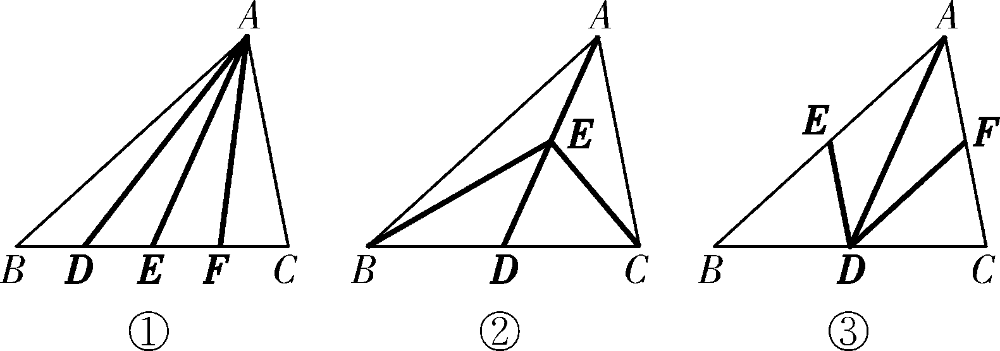 A A A
E E F
B D E F C B D C B D C
① ② ③